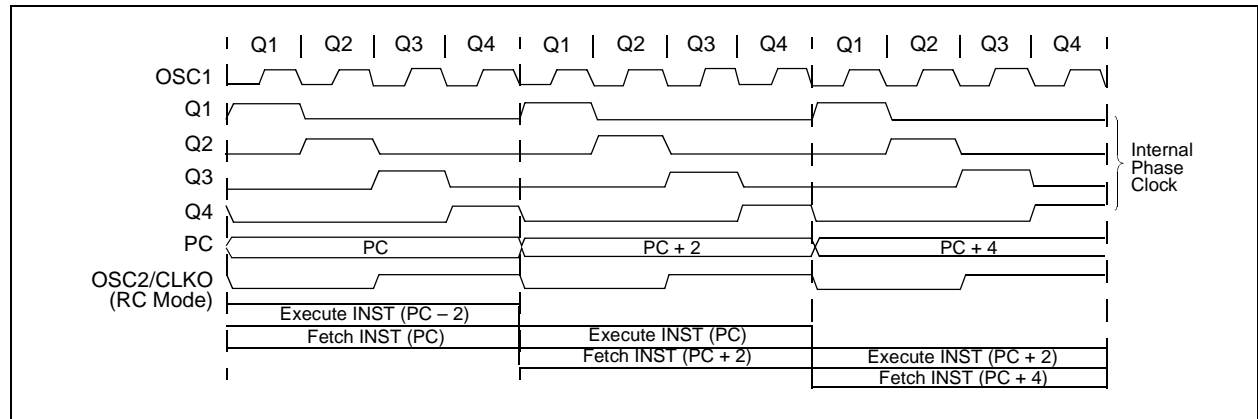 Q1 Q2 Q3 Q4 Q1 Q2 Q3 Q4 Q1 Q2 Q3 Q4
OSC1
Q1
Q2
Q3
Q4
Internal
Phase
Clock
PC PC PC + 2 PC + 4
OSC2/CLKO
(RC Mode)
Execute INST (PC – 2)
Fetch INST (PC) Execute INST (PC)
Fetch INST (PC + 2) Execute INST (PC + 2)
Fetch INST (PC + 4)